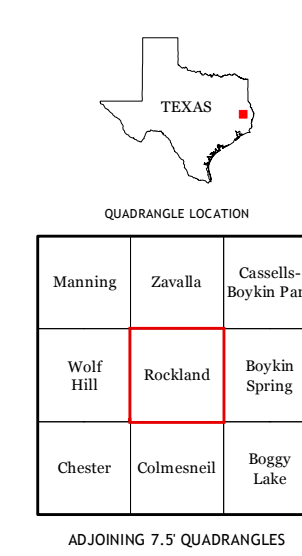 TEXAS
QUADRANGLE LOCATION
Manning
Zavalla
Cassells-
Boykin Par
Wolf
Hill
Rockland
Boykin
Spring
Chester
Colmesneil
Boggy
Lake
ADJOINING 7.5' QUADRANGLES